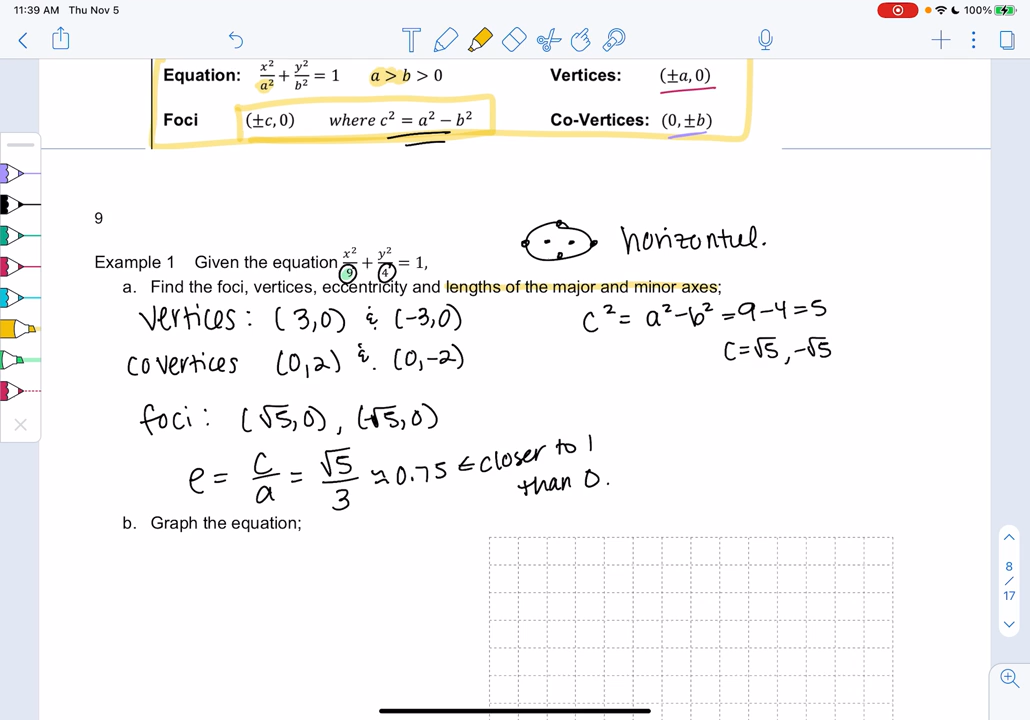 11:39 AM Thu Nov 5 100%
Equation: x²/a² + y²/b² = 1 a > b > 0 Vertices: (±a, 0)
Foci (±c, 0) where c² = a² − b² Co-Vertices: (0, ±b)
9
horizontal.
Example 1 Given the equation x²/9 + y²/4 = 1,
a. Find the foci, vertices, eccentricity and lengths of the major and minor axes;
vertices: (3,0) & (-3,0) c² = a²-b² = 9-4=5
c=√5, -√5
covertices (0,2) & (0,-2)
foci: (√5,0), (-√5,0)
e = c/a = √5/3 ≈ 0.75 ← closer to 1
than 0.
b. Graph the equation;
8
/
17